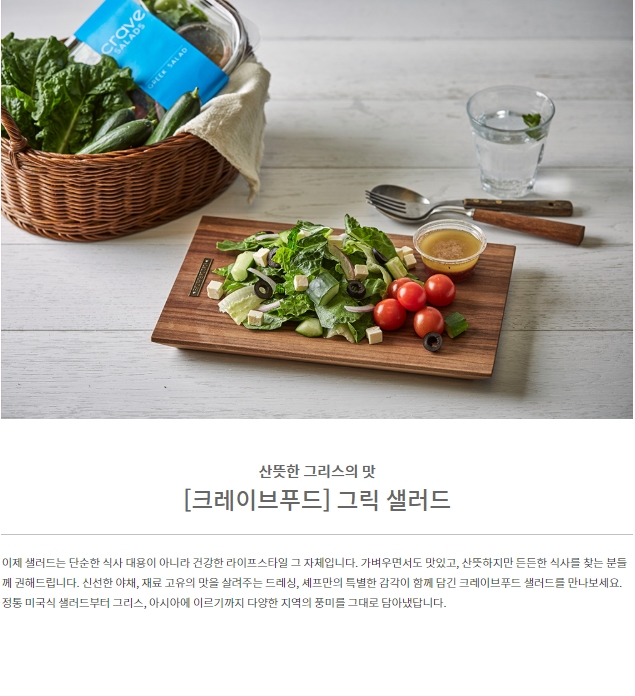 crave
SALADS
GREEK SALAD
산뜻한 그리스의 맛
[크레이브푸드] 그릭 샐러드
이제 샐러드는 단순한 식사 대용이 아니라 건강한 라이프스타일 그 자체입니다. 가벼우면서도 맛있고, 산뜻하지만 든든한 식사를 찾는 분들
께 권해드립니다. 신선한 야채, 재료 고유의 맛을 살려주는 드레싱, 셰프만의 특별한 감각이 함께 담긴 크레이브푸드 샐러드를 만나보세요.
정통 미국식 샐러드부터 그리스, 아시아에 이르기까지 다양한 지역의 풍미를 그대로 담아냈답니다.